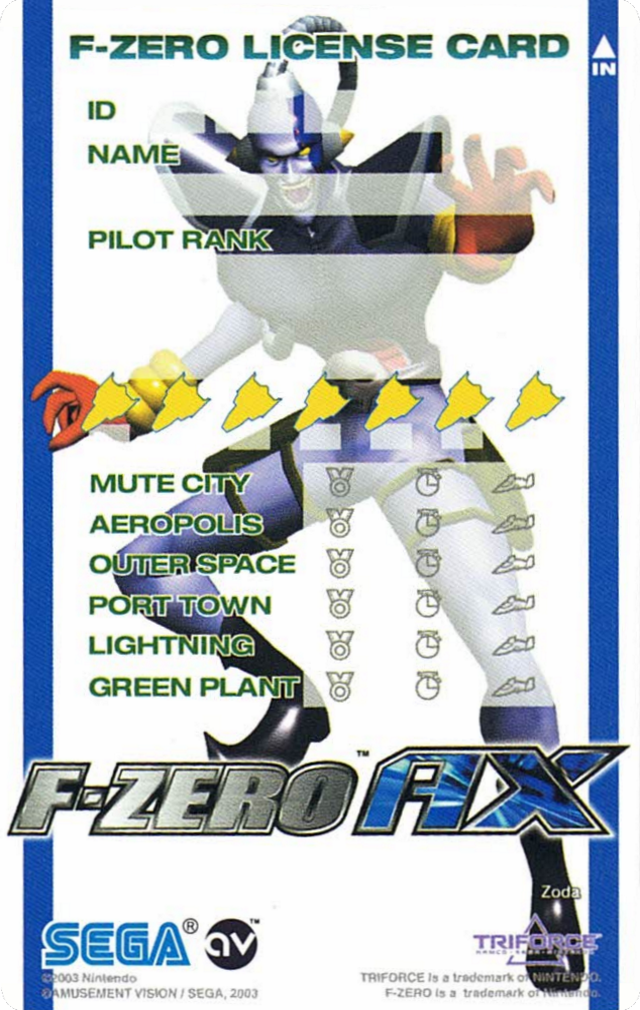 F-ZERO LICENSE CARD
IN
ID
NAME
PILOT RANK
MUTE CITY
AEROPOLIS
OUTER SPACE
PORT TOWN
LIGHTNING
GREEN PLANT
F-ZERO™ AX
Zoda
SEGA® av™
TRIFORCE
©2003 Nintendo
©AMUSEMENT VISION / SEGA, 2003
TRIFORCE is a trademark of NINTENDO.
F-ZERO is a trademark of Nintendo.